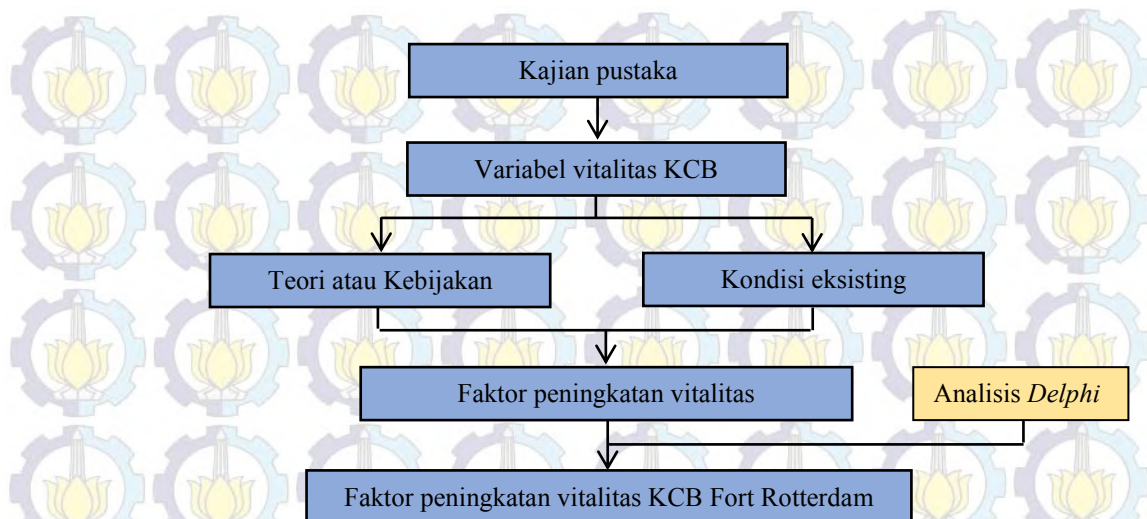 Kajian pustaka
Variabel vitalitas KCB
Teori atau Kebijakan
Kondisi eksisting
Faktor peningkatan vitalitas
Analisis Delphi
Faktor peningkatan vitalitas KCB Fort Rotterdam